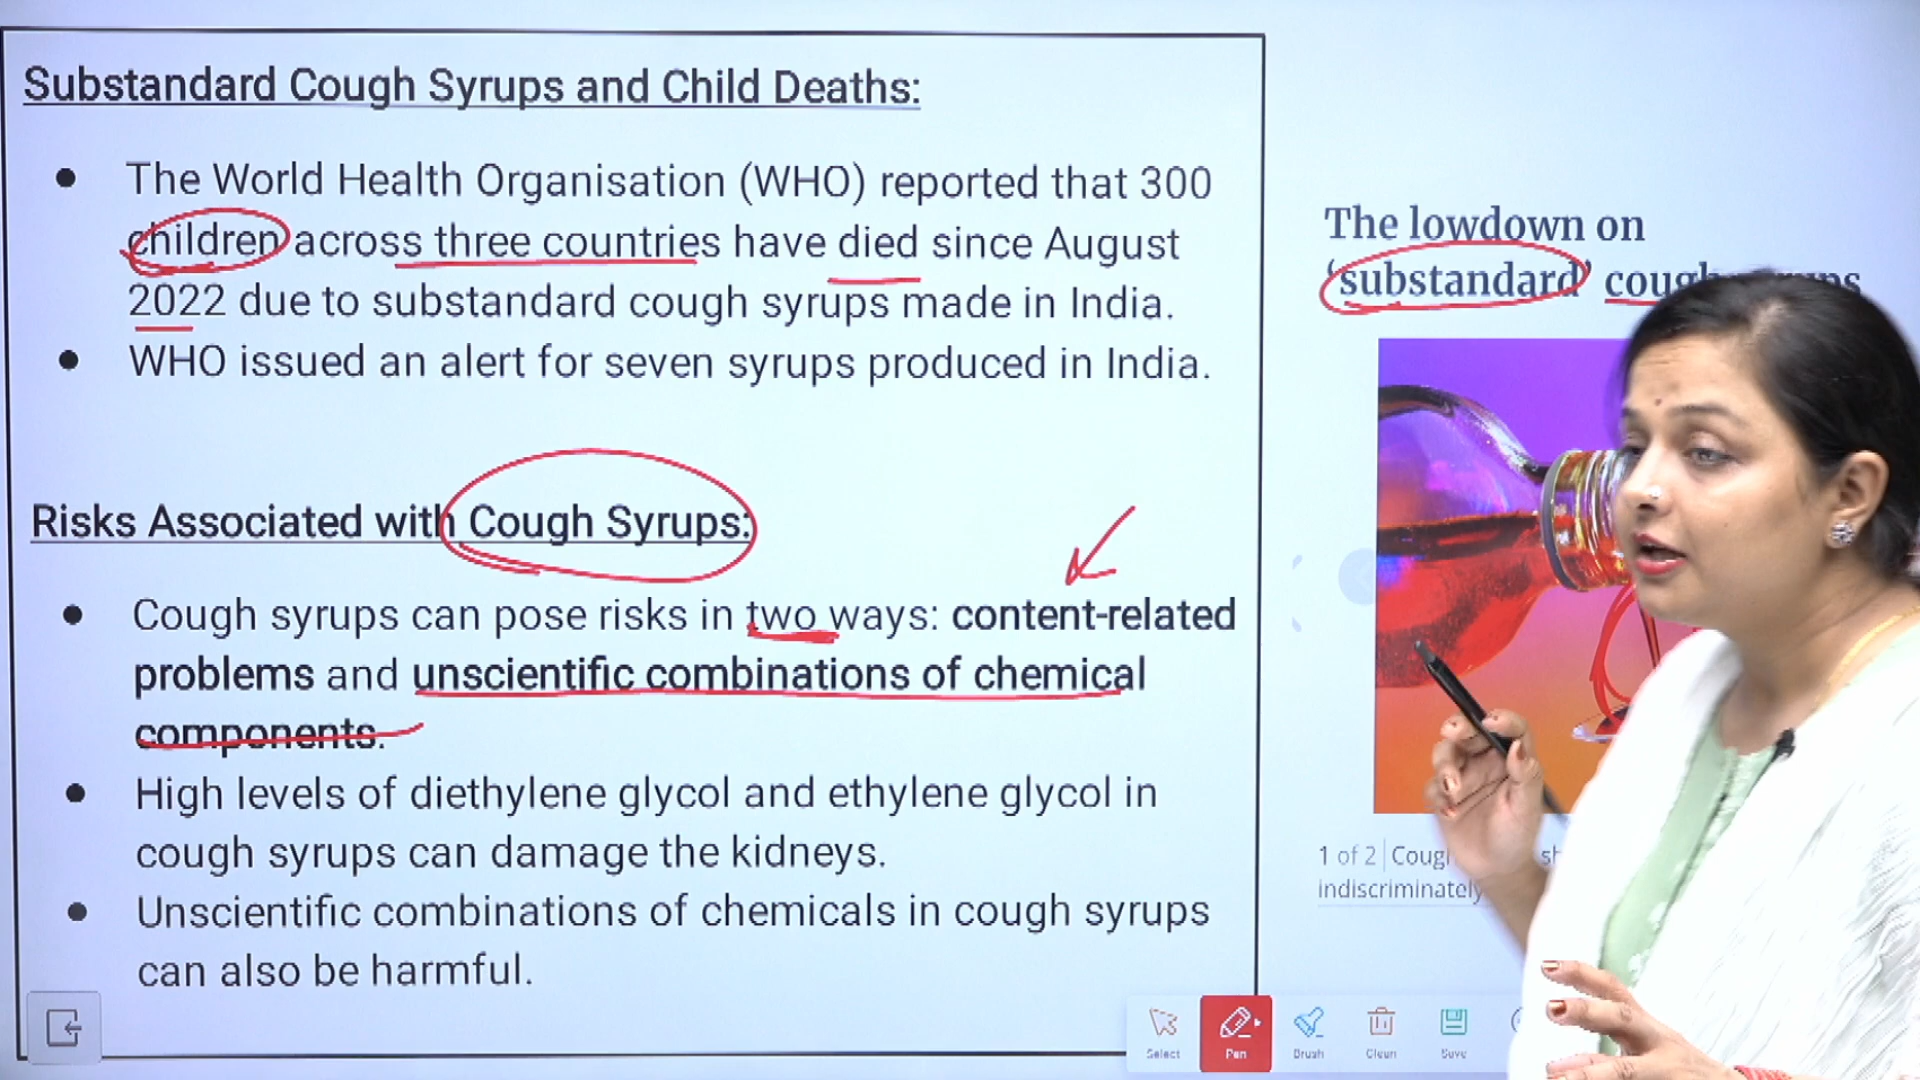 Substandard Cough Syrups and Child Deaths:
● The World Health Organisation (WHO) reported that 300
children across three countries have died since August
2022 due to substandard cough syrups made in India.
● WHO issued an alert for seven syrups produced in India.
Risks Associated with Cough Syrups:
● Cough syrups can pose risks in two ways: content-related
problems and unscientific combinations of chemical
components.
● High levels of diethylene glycol and ethylene glycol in
cough syrups can damage the kidneys.
● Unscientific combinations of chemicals in cough syrups
can also be harmful.
The lowdown on
‘substandard’ cough
1 of 2
indiscriminately
Select Pen Brush Clean Save